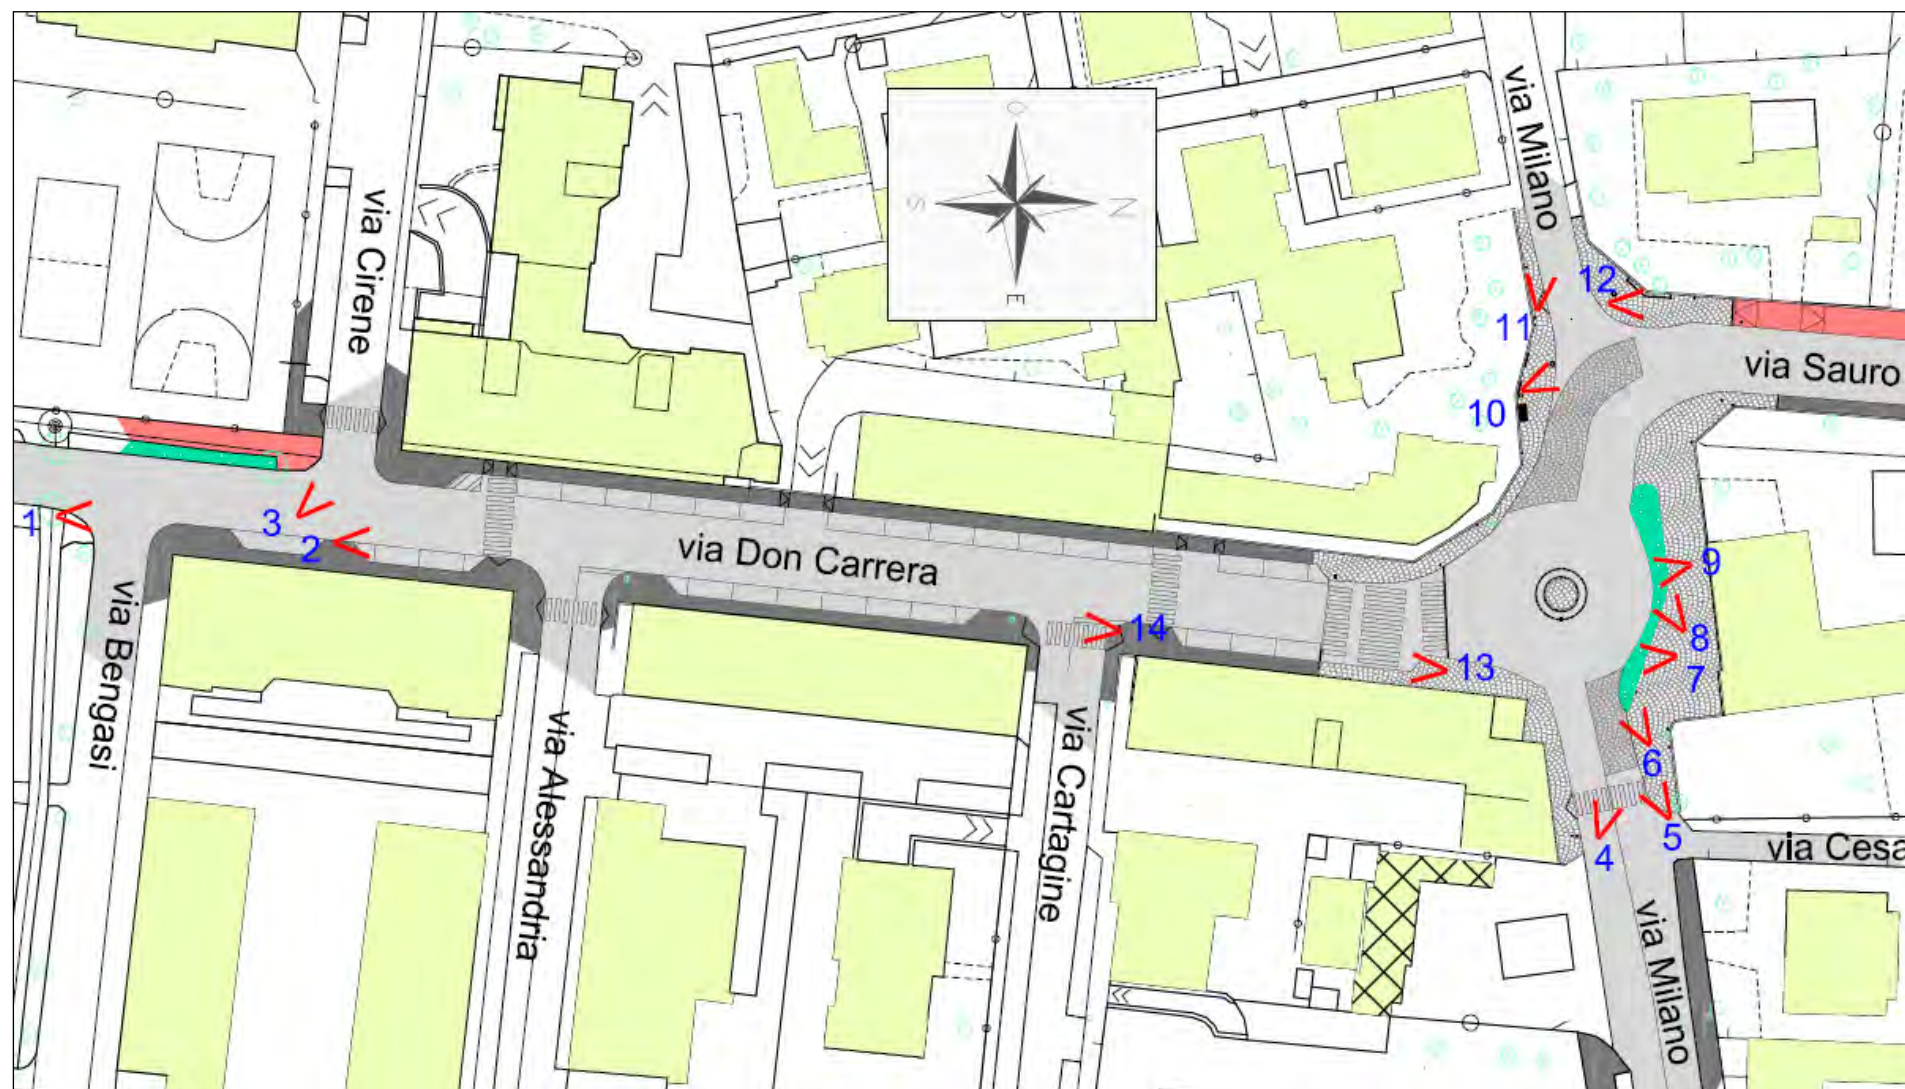 via Milano
O
S
N
E
via Cirene
12
11
via Sauro
10
1
3
2
via Don Carrera
9
14
8
13
7
via Bengasi
via Alessandria
via Cartagine
6
5
4
via Cesa
via Milano